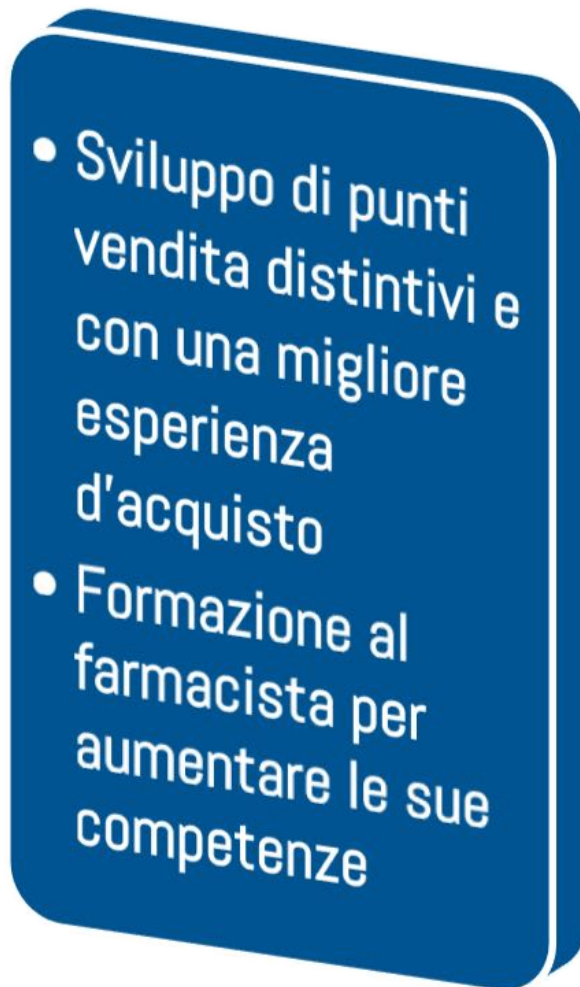 • Sviluppo di punti
vendita distintivi e
con una migliore
esperienza
d'acquisto
• Formazione al
farmacista per
aumentare le sue
competenze